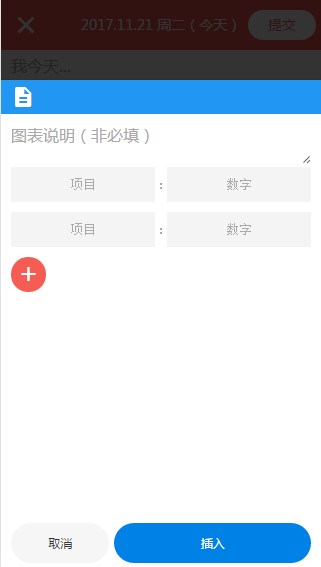 2017.11.21 周二（今天）
提交
我今天...
图表说明（非必填）
项目 : 数字
项目 : 数字
取消
插入